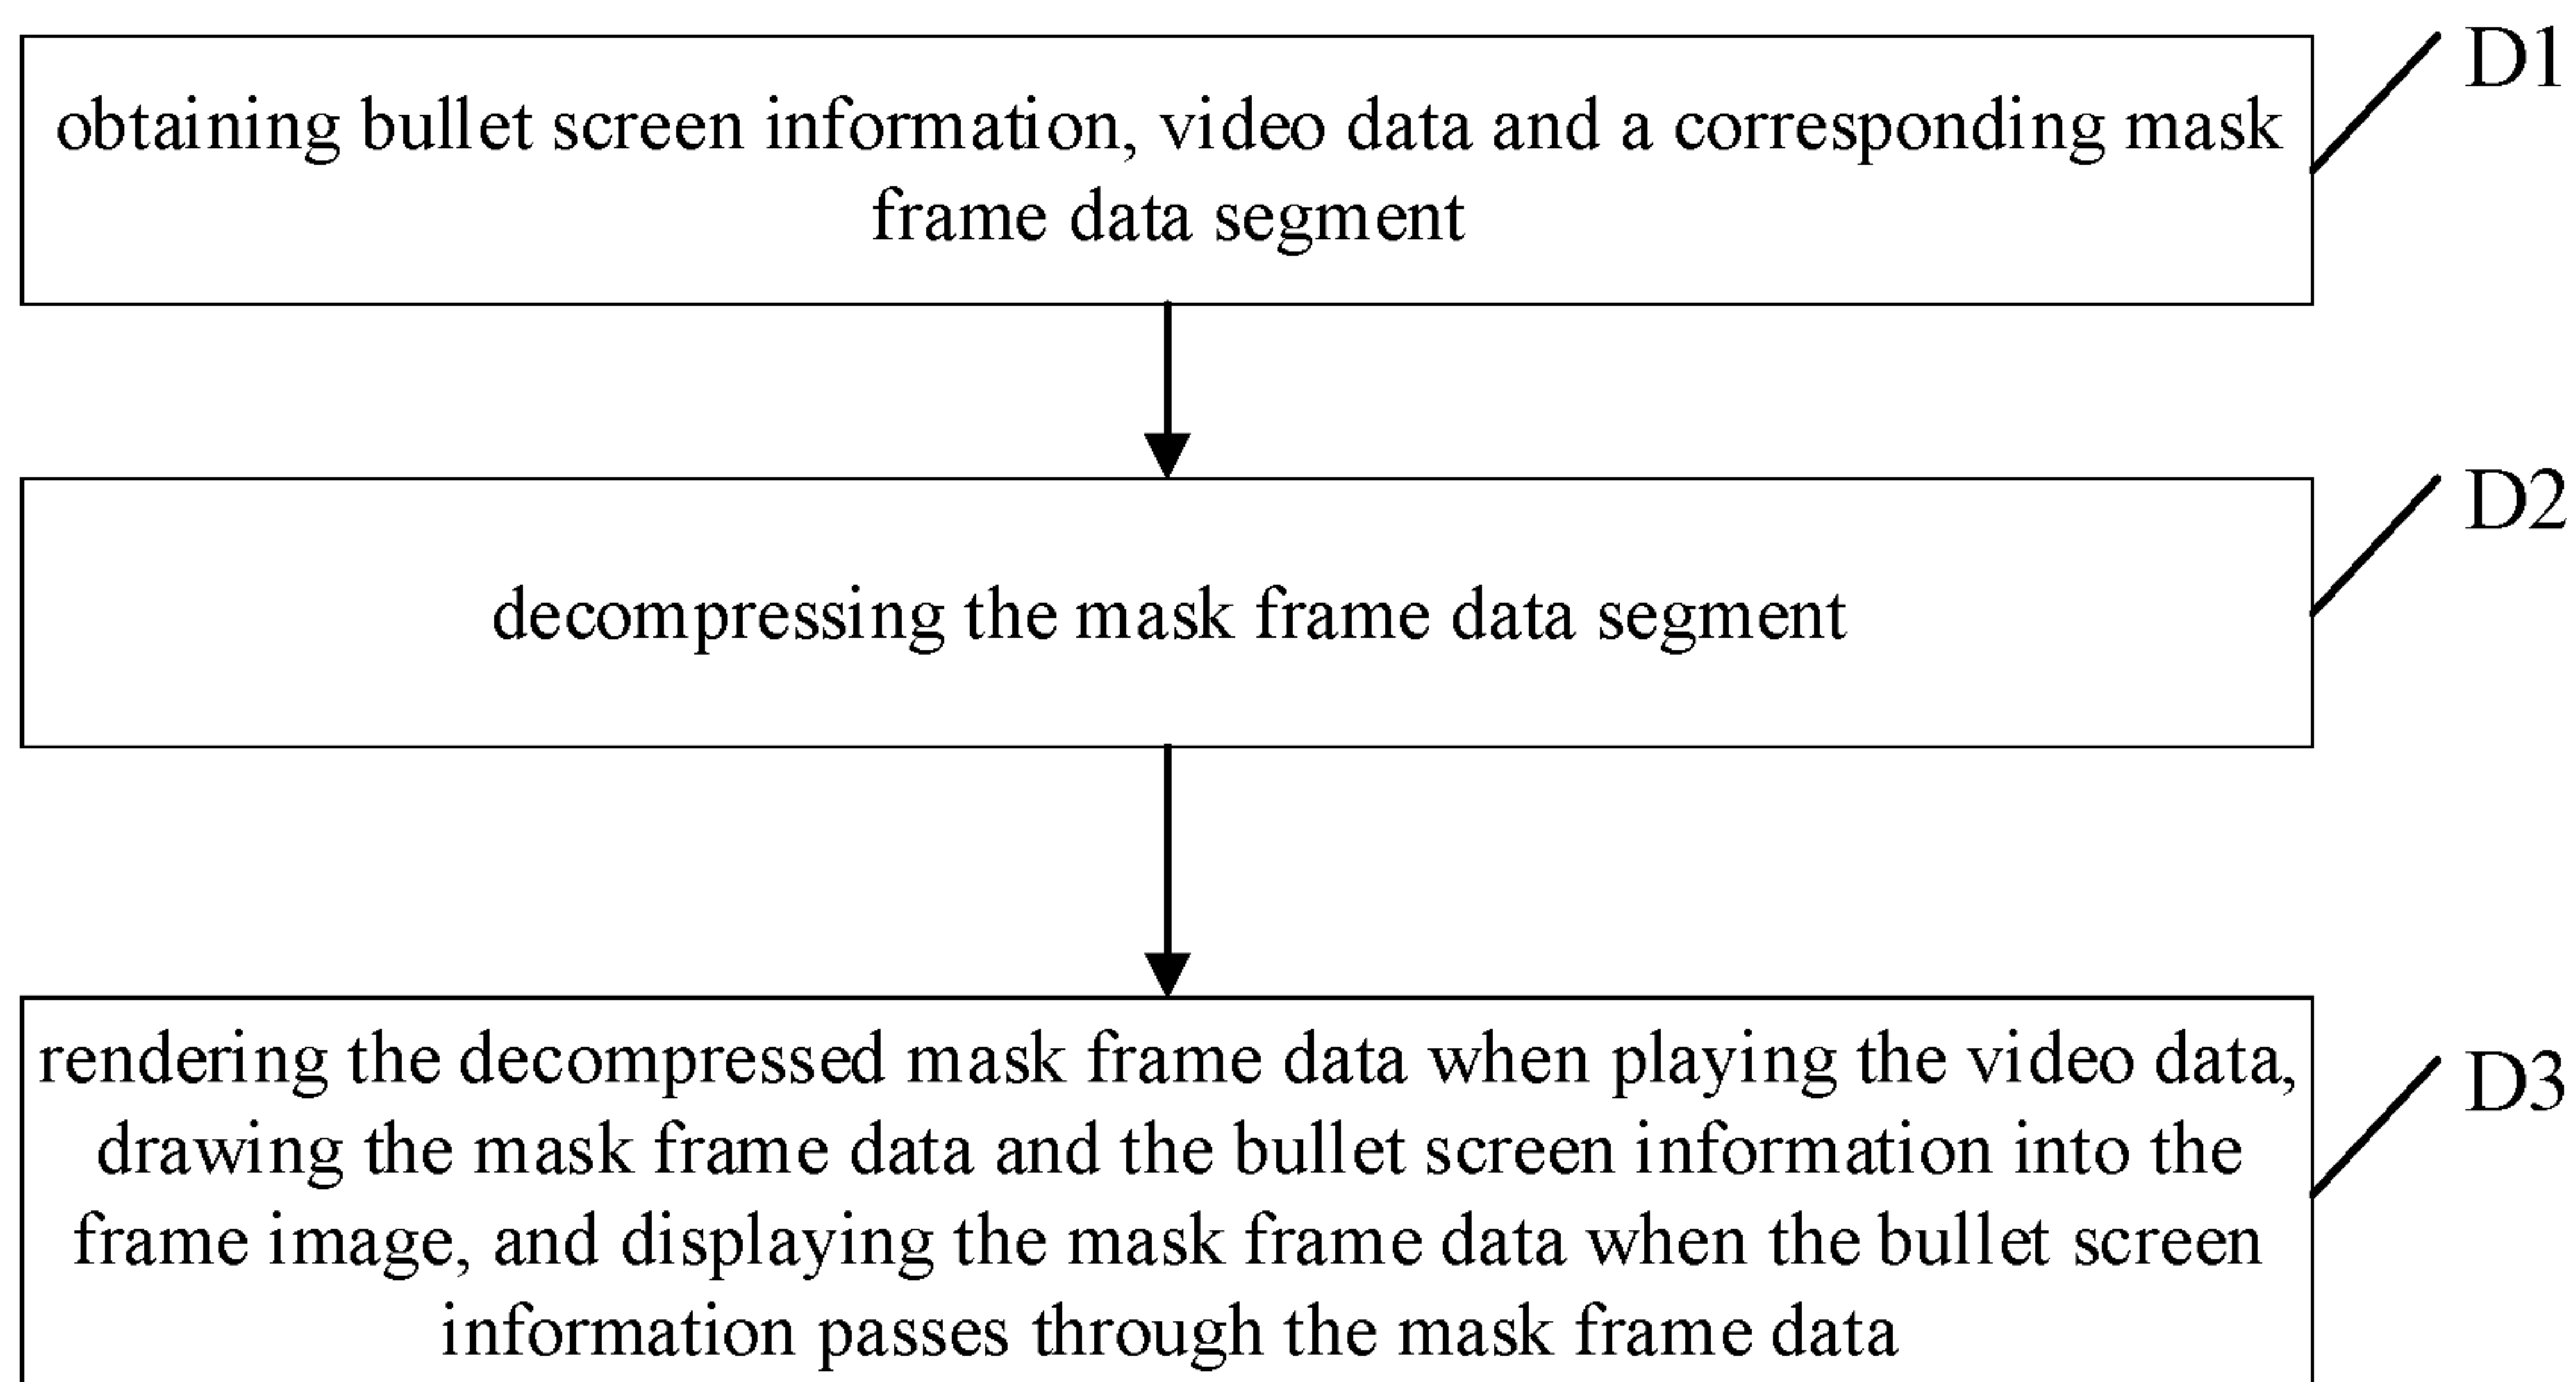 D1
obtaining bullet screen information, video data and a corresponding mask
frame data segment
D2
decompressing the mask frame data segment
D3
rendering the decompressed mask frame data when playing the video data,
drawing the mask frame data and the bullet screen information into the
frame image, and displaying the mask frame data when the bullet screen
information passes through the mask frame data